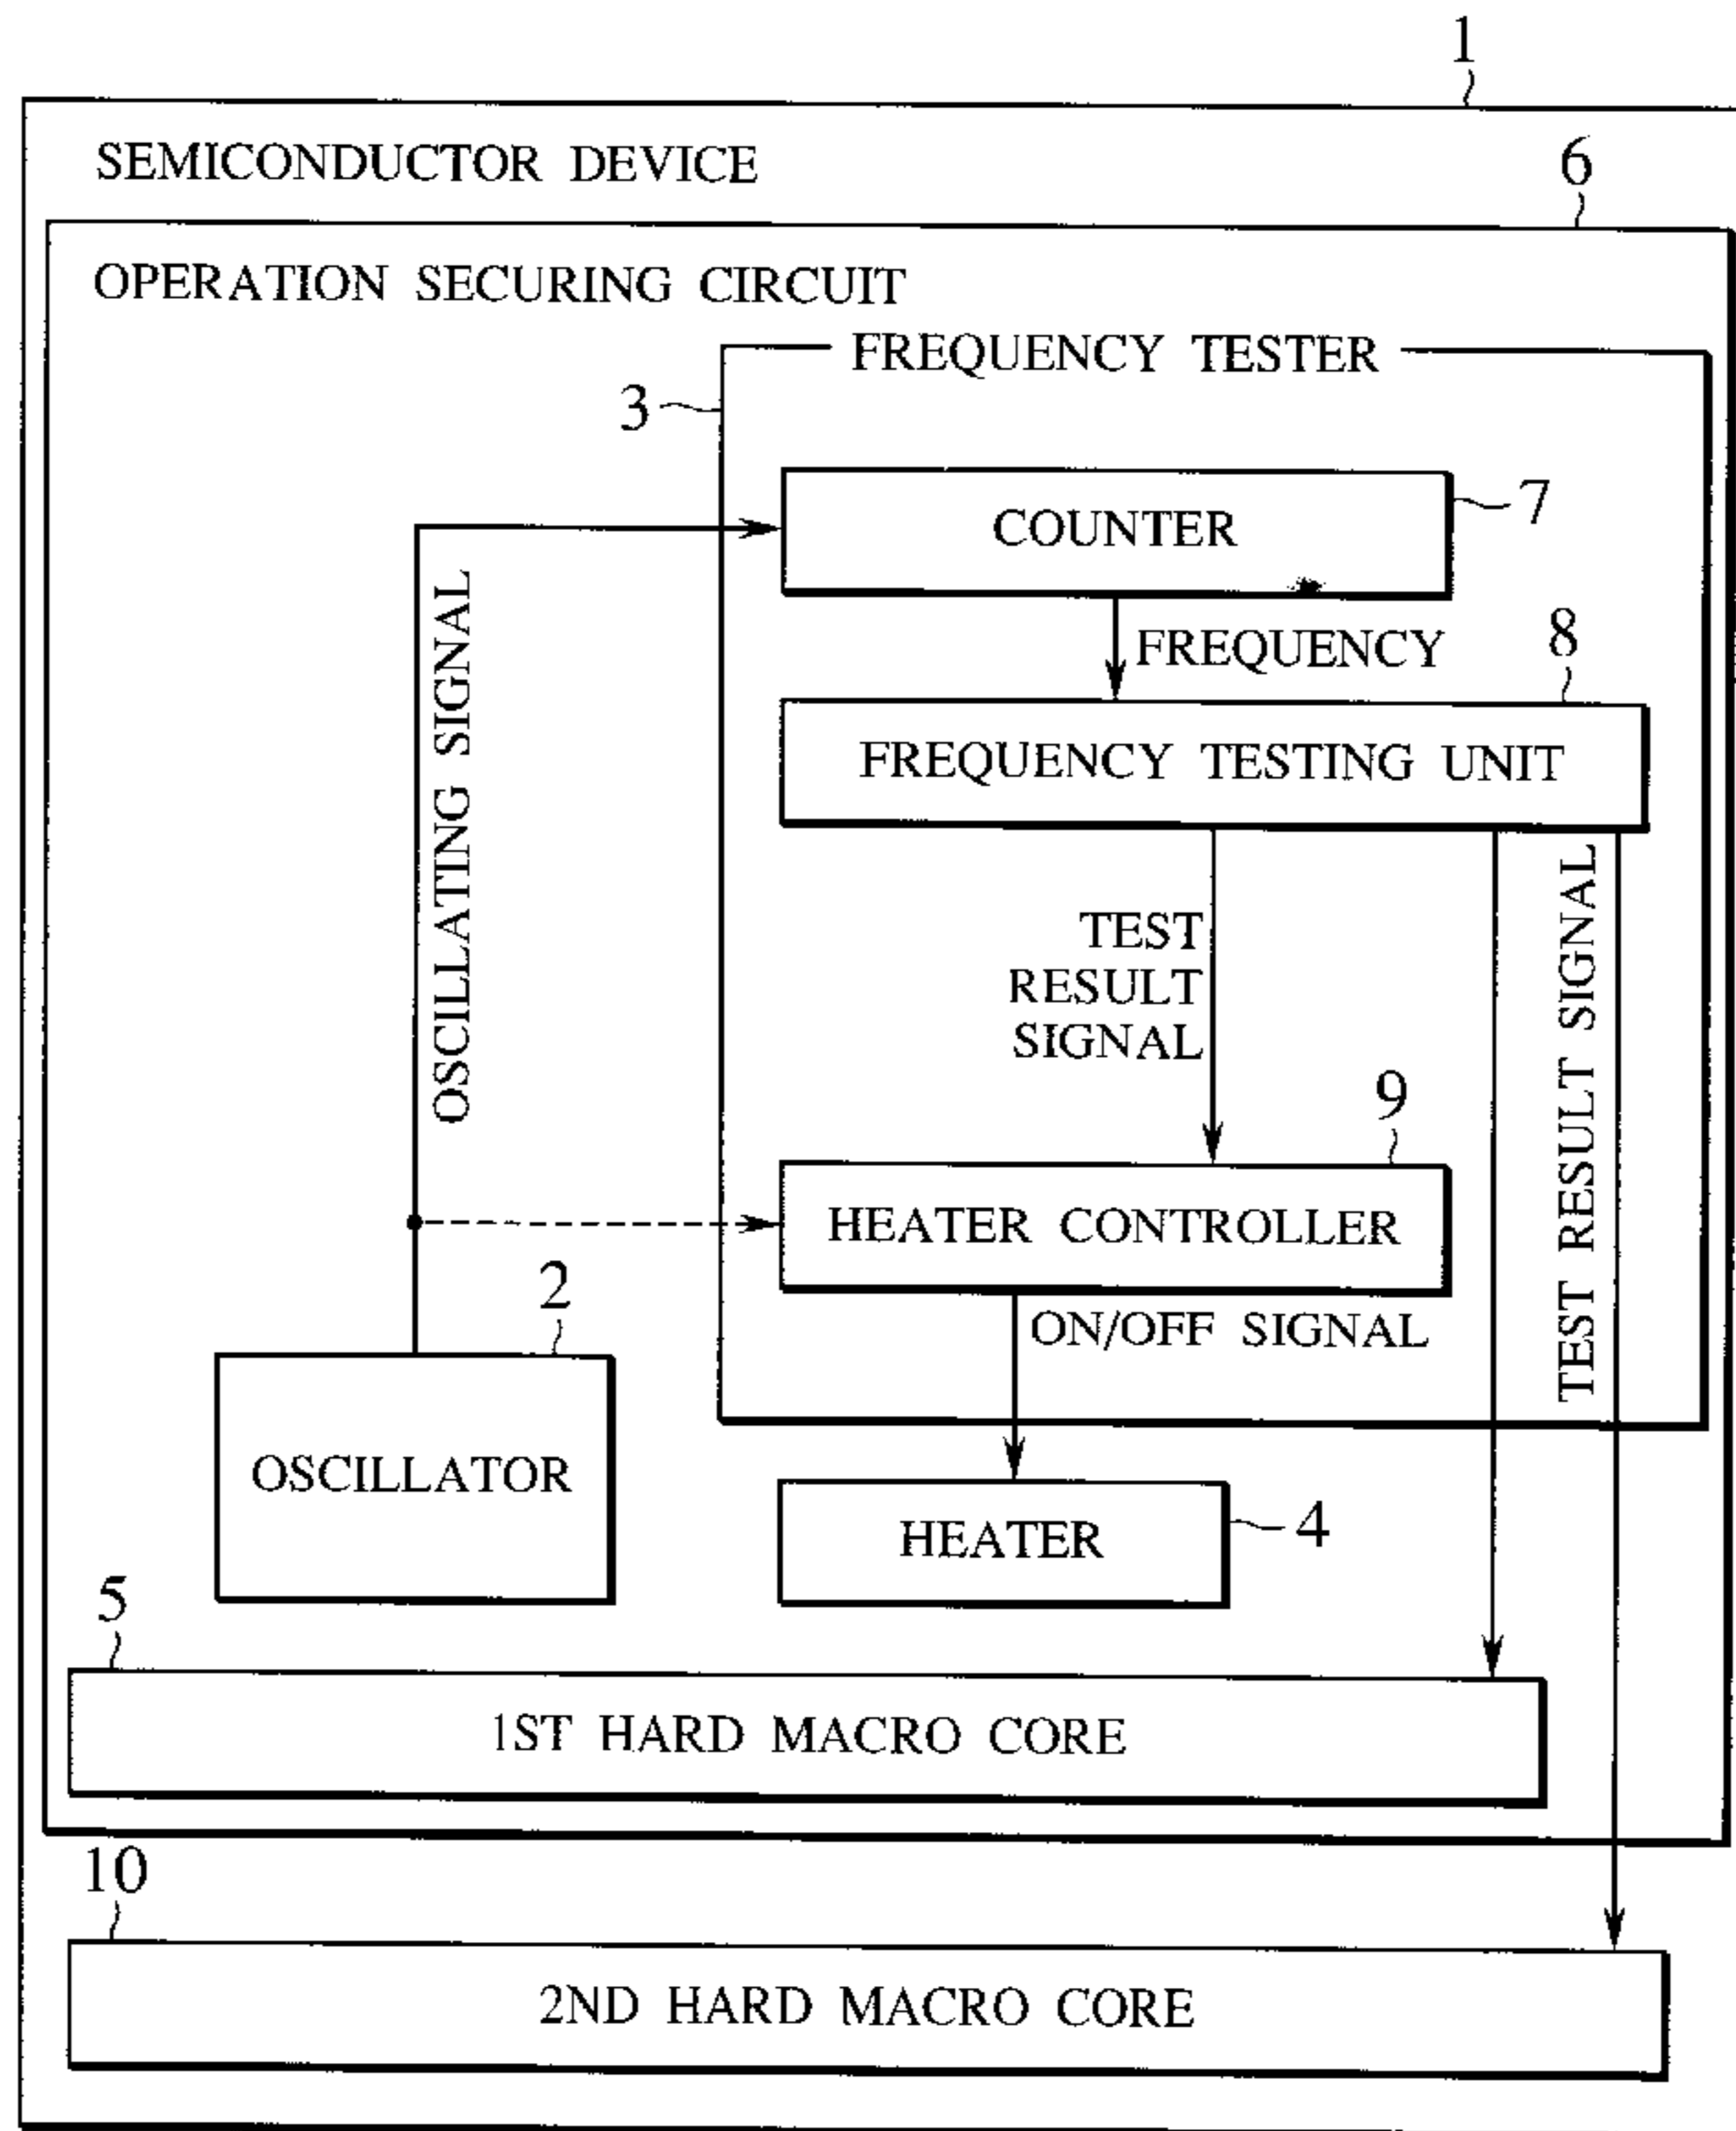 1
SEMICONDUCTOR DEVICE
6
OPERATION SECURING CIRCUIT
FREQUENCY TESTER
3
COUNTER
7
FREQUENCY
8
FREQUENCY TESTING UNIT
OSCILLATING SIGNAL
TEST
RESULT
SIGNAL
TEST RESULT SIGNAL
9
HEATER CONTROLLER
ON/OFF SIGNAL
2
OSCILLATOR
HEATER
4
5
1ST HARD MACRO CORE
10
2ND HARD MACRO CORE